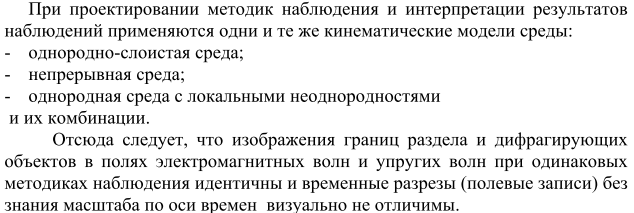 При проектировании методик наблюдения и интерпретации результатов
наблюдений применяются одни и те же кинематические модели среды:
- однородно-слоистая среда;
- непрерывная среда;
- однородная среда с локальными неоднородностями
и их комбинации.
Отсюда следует, что изображения границ раздела и дифрагирующих
объектов в полях электромагнитных волн и упругих волн при одинаковых
методиках наблюдения идентичны и временные разрезы (полевые записи) без
знания масштаба по оси времен визуально не отличимы.